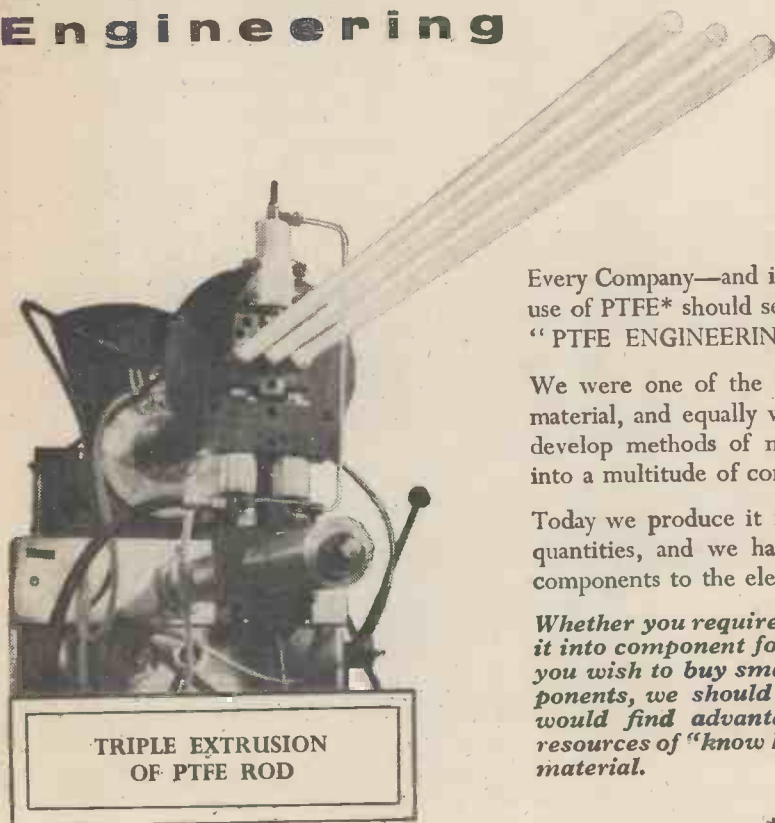 Engineering
Every Company—and i
use of PTFE* should se
“ PTFE ENGINEERIN
We were one of the
material, and equally w
develop methods of m
into a multitude of con
Today we produce it
quantities, and we ha
components to the ele
Whether you require
it into component fo
you wish to buy sma
ponents, we should
would find advanta
resources of “know h
material.
TRIPLE EXTRUSION
OF PTFE ROD